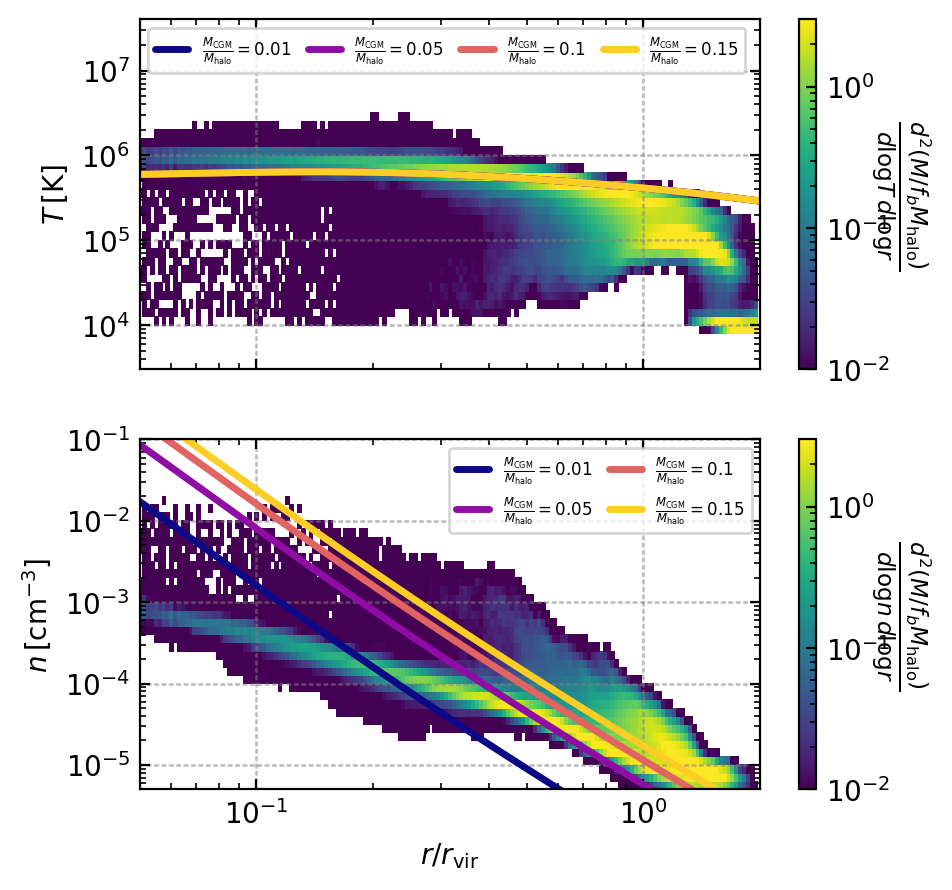 M_CGM/M_halo = 0.01 M_CGM/M_halo = 0.05 M_CGM/M_halo = 0.1 M_CGM/M_halo = 0.15
T [K]
10^7
10^6
10^5
10^4
10^0
10^-1
10^-2
d^2(M/f_b M_halo)
dlogT dlogr
M_CGM/M_halo = 0.01 M_CGM/M_halo = 0.1
M_CGM/M_halo = 0.05 M_CGM/M_halo = 0.15
n [cm^-3]
10^-1
10^-2
10^-3
10^-4
10^-5
10^0
10^-1
10^-2
d^2(M/f_b M_halo)
dlogn dlogr
10^-1 10^0
r/r_vir